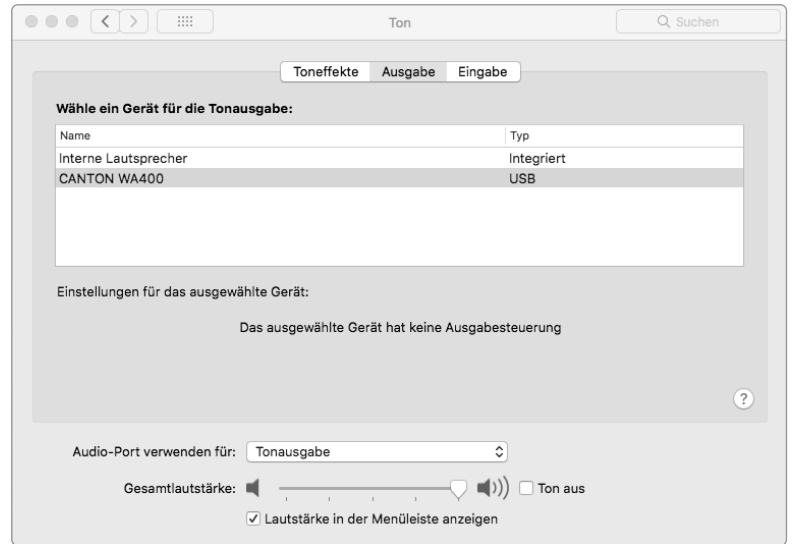 Ton
Suchen
Toneffekte Ausgabe Eingabe
Wähle ein Gerät für die Tonausgabe:
Name Typ
Interne Lautsprecher Integriert
CANTON WA400 USB
Einstellungen für das ausgewählte Gerät:
Das ausgewählte Gerät hat keine Ausgabesteuerung
?
Audio-Port verwenden für: Tonausgabe
Gesamtlautstärke: Ton aus
Lautstärke in der Menüleiste anzeigen